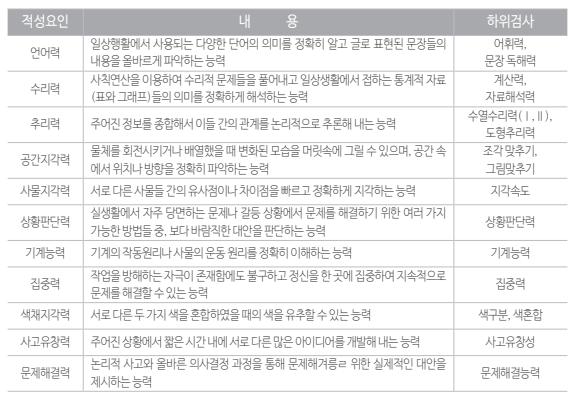 적성요인 내 용 하위검사
언어력 일상행활에서 사용되는 다양한 단어의 의미를 정확히 알고 글로 표현된 문장들의 내용을 올바르게 파악하는 능력 어휘력, 문장 독해력
수리력 사칙연산을 이용하여 수리적 문제들을 풀어내고 일상생활에서 접하는 통계적 자료(표와 그래프)들의 의미를 정확하게 해석하는 능력 계산력, 자료해석력
추리력 주어진 정보를 종합해서 이들 간의 관계를 논리적으로 추론해 내는 능력 수열수리력(Ⅰ,Ⅱ), 도형추리력
공간지각력 물체를 회전시키거나 배열했을 때 변화된 모습을 머릿속에 그릴 수 있으며, 공간 속에서 위치나 방향을 정확히 파악하는 능력 조각 맞추기, 그림맞추기
사물지각력 서로 다른 사물들 간의 유사점이나 차이점을 빠르고 정확하게 지각하는 능력 지각속도
상황판단력 실생활에서 자주 당면하는 문제나 갈등 상황에서 문제를 해결하기 위한 여러 가지 가능한 방법들 중, 보다 바람직한 대안을 판단하는 능력 상황판단력
기계능력 기계의 작동원리나 사물의 운동 원리를 정확히 이해하는 능력 기계능력
집중력 작업을 방해하는 자극이 존재함에도 불구하고 정신을 한 곳에 집중하여 지속적으로 문제를 해결할 수 있는 능력 집중력
색채지각력 서로 다른 두 가지 색을 혼합하였을 때의 색을 유추할 수 있는 능력 색구분, 색혼합
사고유창력 주어진 상황에서 짧은 시간 내에 서로 다른 많은 아이디어를 개발해 내는 능력 사고유창성
문제해결력 논리적 사고와 올바른 의사결정 과정을 통해 문제해겨릉ㄹ 위한 실제적인 대안을 제시하는 능력 문제해결능력